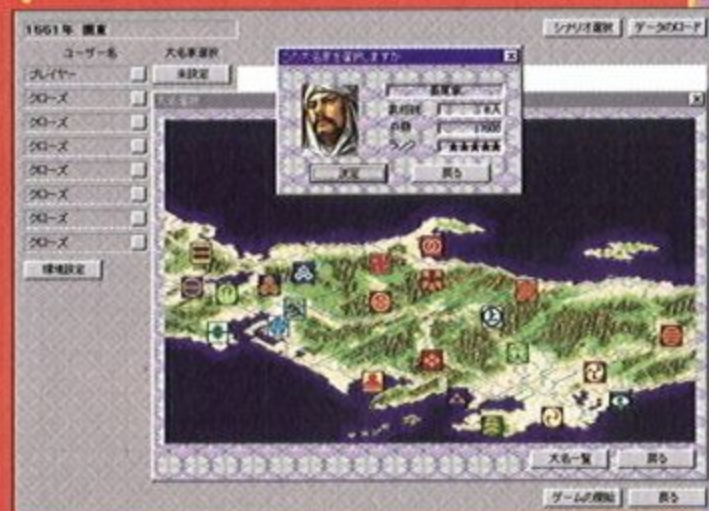 1561年 関東
シナリオ選択
データのロード
ユーザー名
大名家選択
プレイヤー
未設定
クローズ
クローズ
クローズ
クローズ
クローズ
クローズ
クローズ
環境設定
この大名家を選択しますか
大名選択
兵数
17600
ランク
★★★★★
決定
戻る
大名一覧
戻る
ゲームの開始
戻る